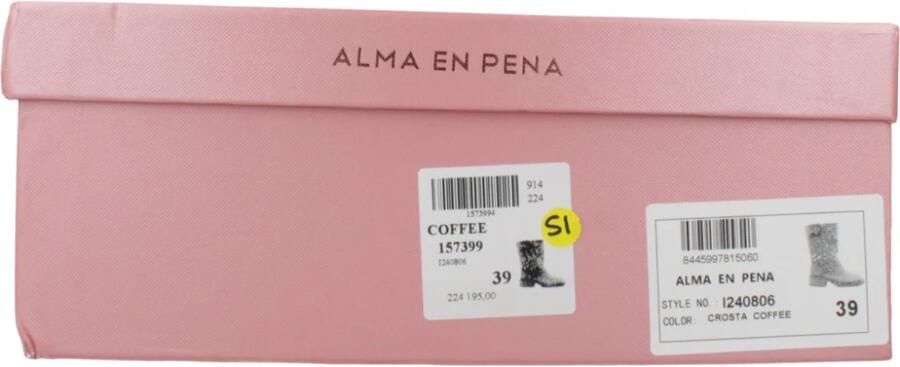 ALMA EN PENA
914
224
1573994
COFFEE
157399
I240806
39
224 195,00
SI
8445997815060
ALMA EN PENA
STYLE NO. : I240806
COLOR: CROSTA COFFEE
39